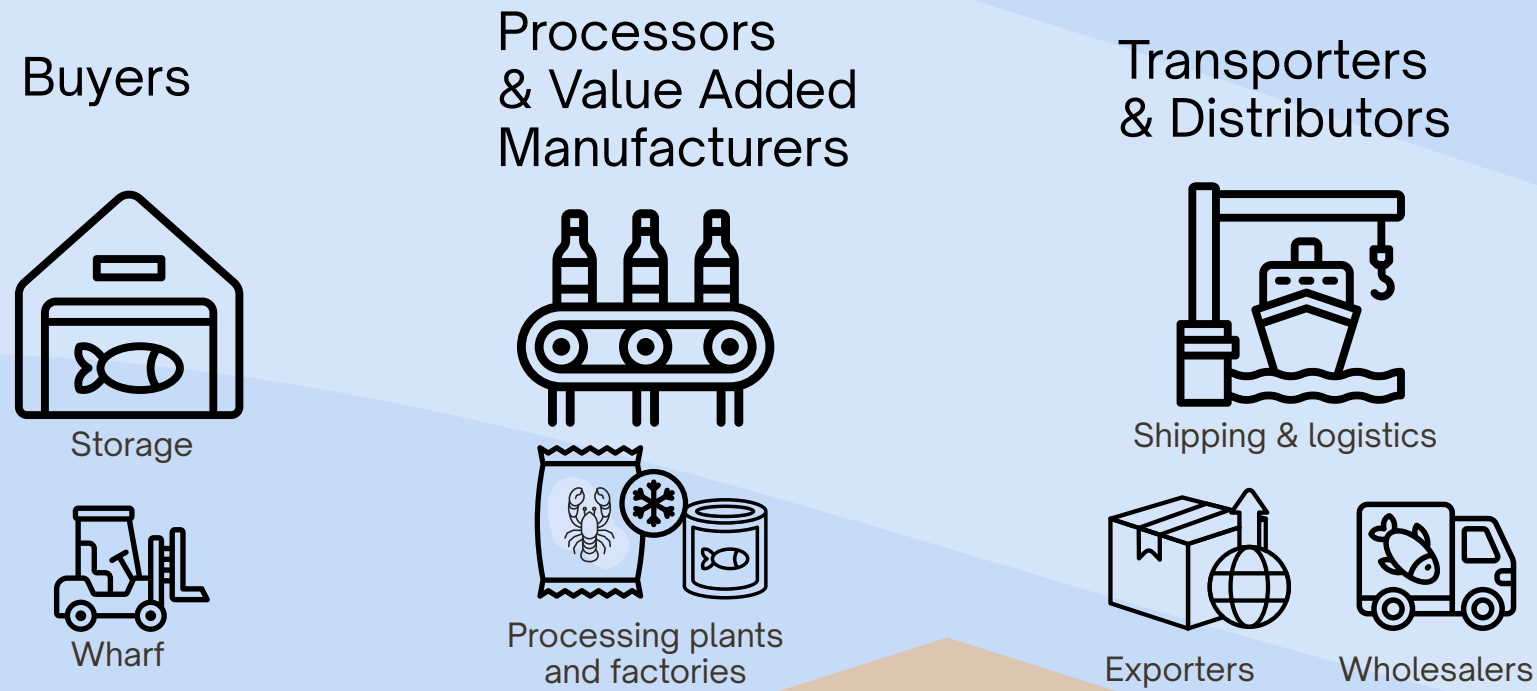 Buyers
Storage
Wharf
Processors
& Value Added
Manufacturers
Processing plants
and factories
Transporters
& Distributors
Shipping & logistics
Exporters
Wholesalers